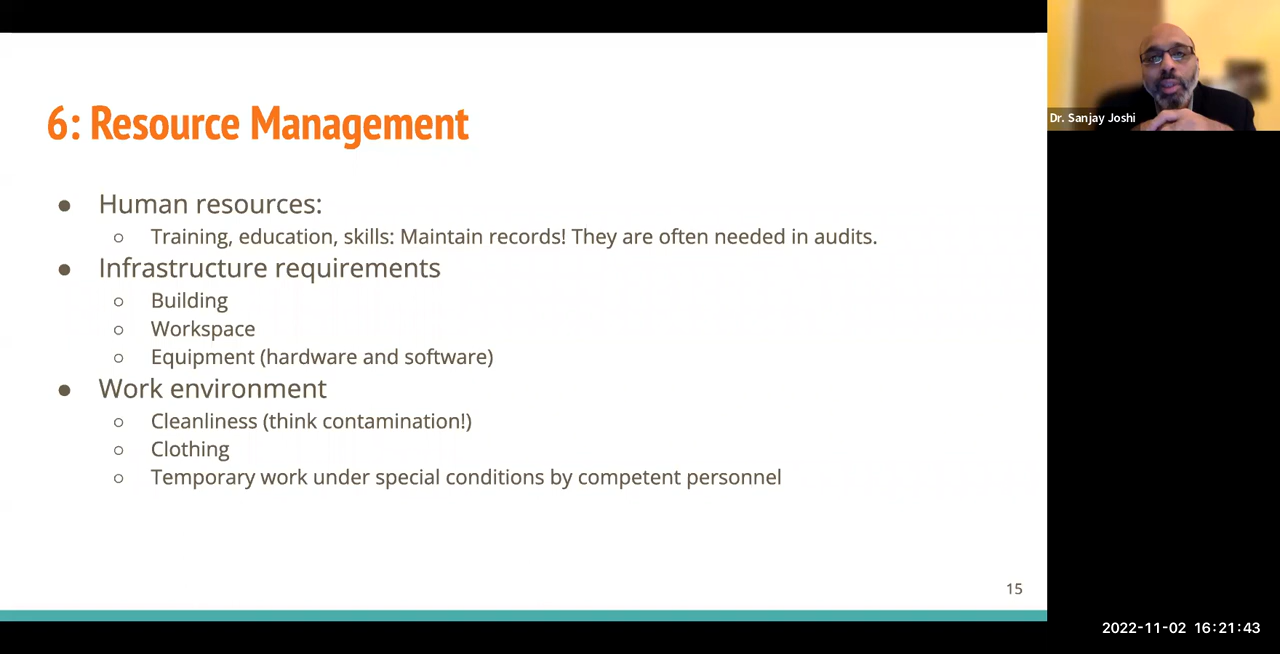 6: Resource Management
● Human resources:
○ Training, education, skills: Maintain records! They are often needed in audits.
● Infrastructure requirements
○ Building
○ Workspace
○ Equipment (hardware and software)
● Work environment
○ Cleanliness (think contamination!)
○ Clothing
○ Temporary work under special conditions by competent personnel
15
Dr. Sanjay Joshi
2022-11-02 16:21:43